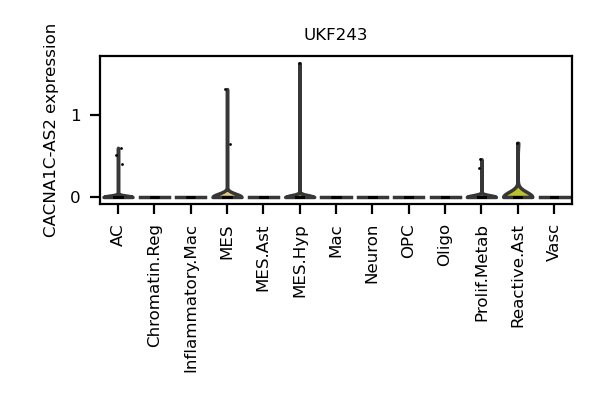 UKF243
CACNA1C-AS2 expression
1
0
AC
Chromatin.Reg
Inflammatory.Mac
MES
MES.Ast
MES.Hyp
Mac
Neuron
OPC
Oligo
Prolif.Metab
Reactive.Ast
Vasc